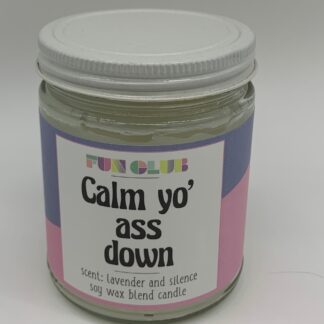 FUN CLUB
Calm yo'
ass
down
scent: lavender and silence
soy wax blend candle